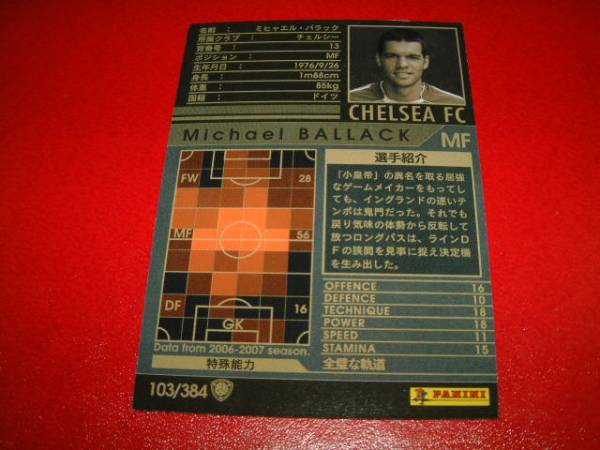 名前 : ミヒャエル・バラック
所属クラブ : チェルシー
背番号 : 13
ポジション : MF
生年月日 : 1976/9/26
身長 : 1m88cm
体重 : 85kg
国籍 : ドイツ
CHELSEA FC
Michael BALLACK
MF
FW 28
MF 56
DF 16
GK
Data from 2006-2007 season.
選手紹介
「小皇帝」の異名を取る屈強
なゲームメイカーをもってし
ても、イングランドの速いテ
ンポは鬼門だった。それでも
戻り気味の体勢から反転して
放つロングパスは、ラインD
Fの狭間を見事に捉え決定機
を生み出した。
OFFENCE 16
DEFENCE 10
TECHNIQUE 18
POWER 18
SPEED 11
STAMINA 15
特殊能力 全璧な軌道
103/384
PANINI